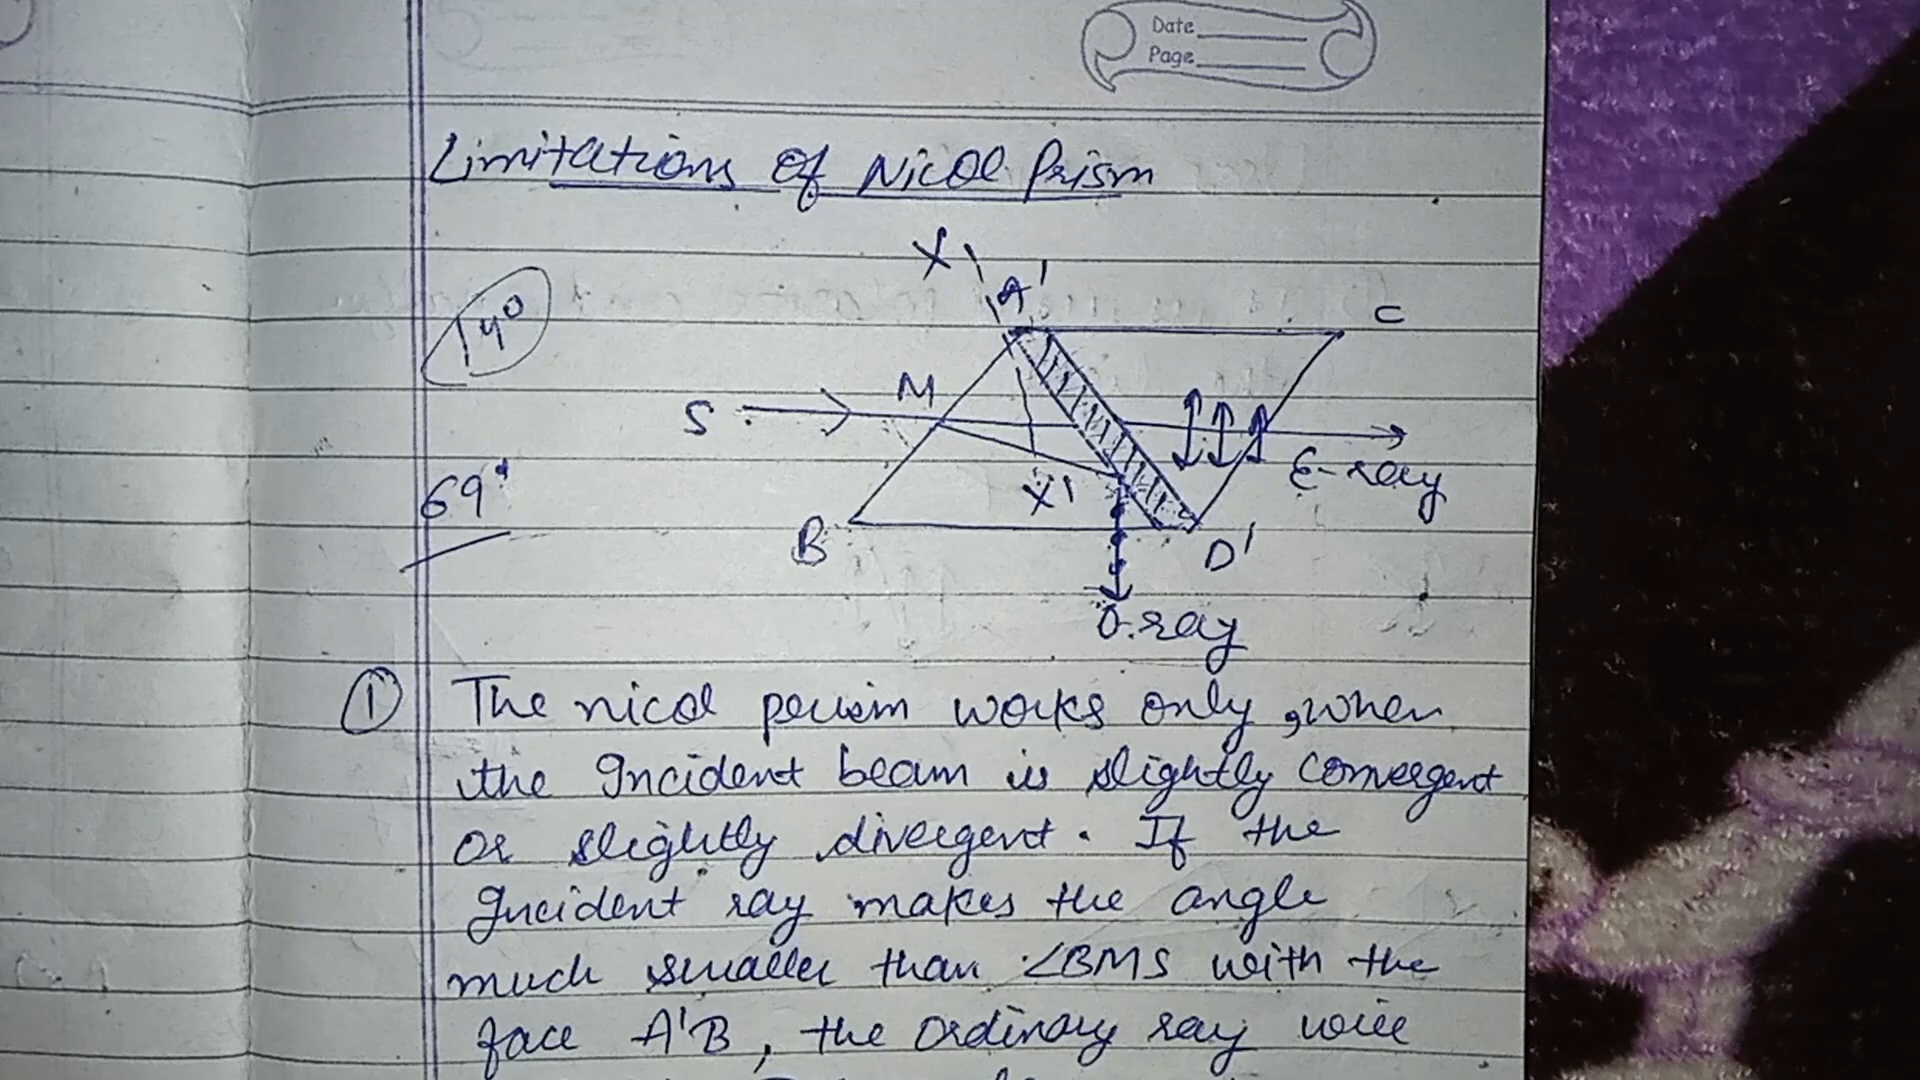 Date
Page
Limitations of Nicol Prism
X
A'
C
14°
M
S
E-ray
69°
X'
B
D'
O-ray
① The nicol prism works only, when
the Incident beam is slightly convergent
or slightly divergent. If the
Incident ray makes the angle
much smaller than ∠BMS with the
face A'B, the ordinary ray will